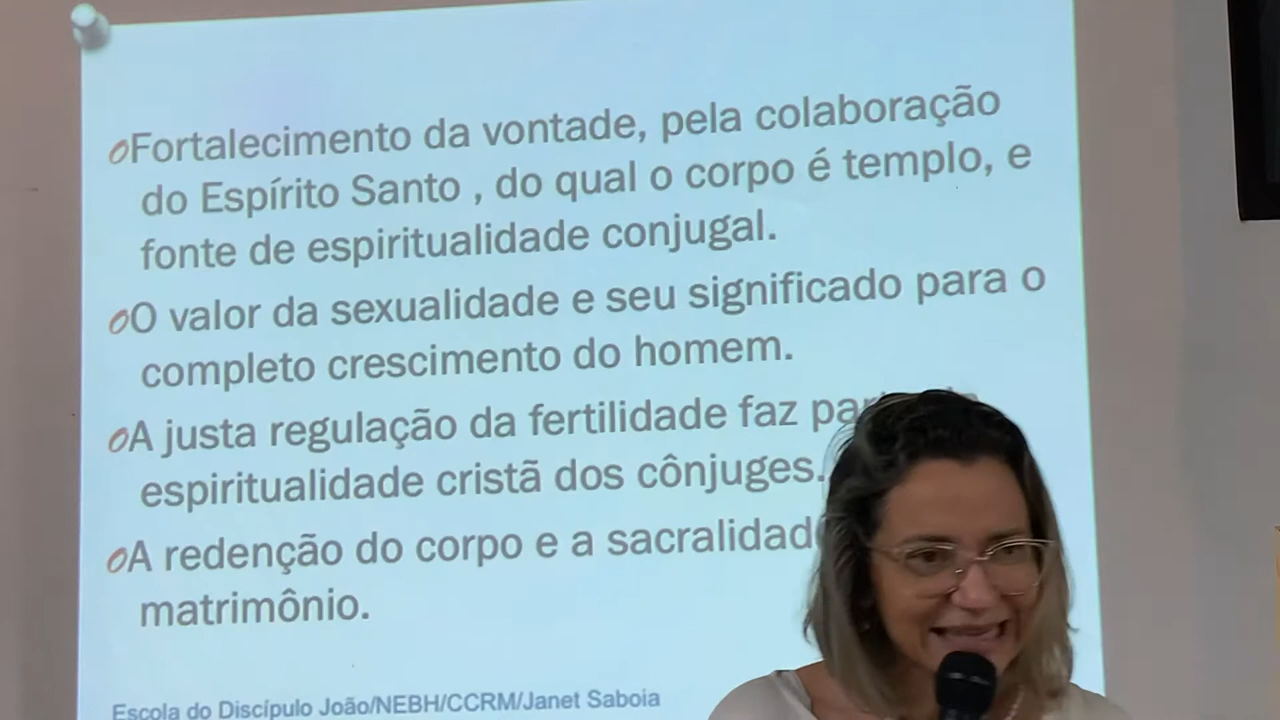 Fortalecimento da vontade, pela colaboração
do Espírito Santo , do qual o corpo é templo, e
fonte de espiritualidade conjugal.
O valor da sexualidade e seu significado para o
completo crescimento do homem.
A justa regulação da fertilidade faz
espiritualidade cristã dos cônjuges.
A redenção do corpo e a
matrimônio.
Escola do Discípulo João/NEBH/CCRM/Janet Saboia